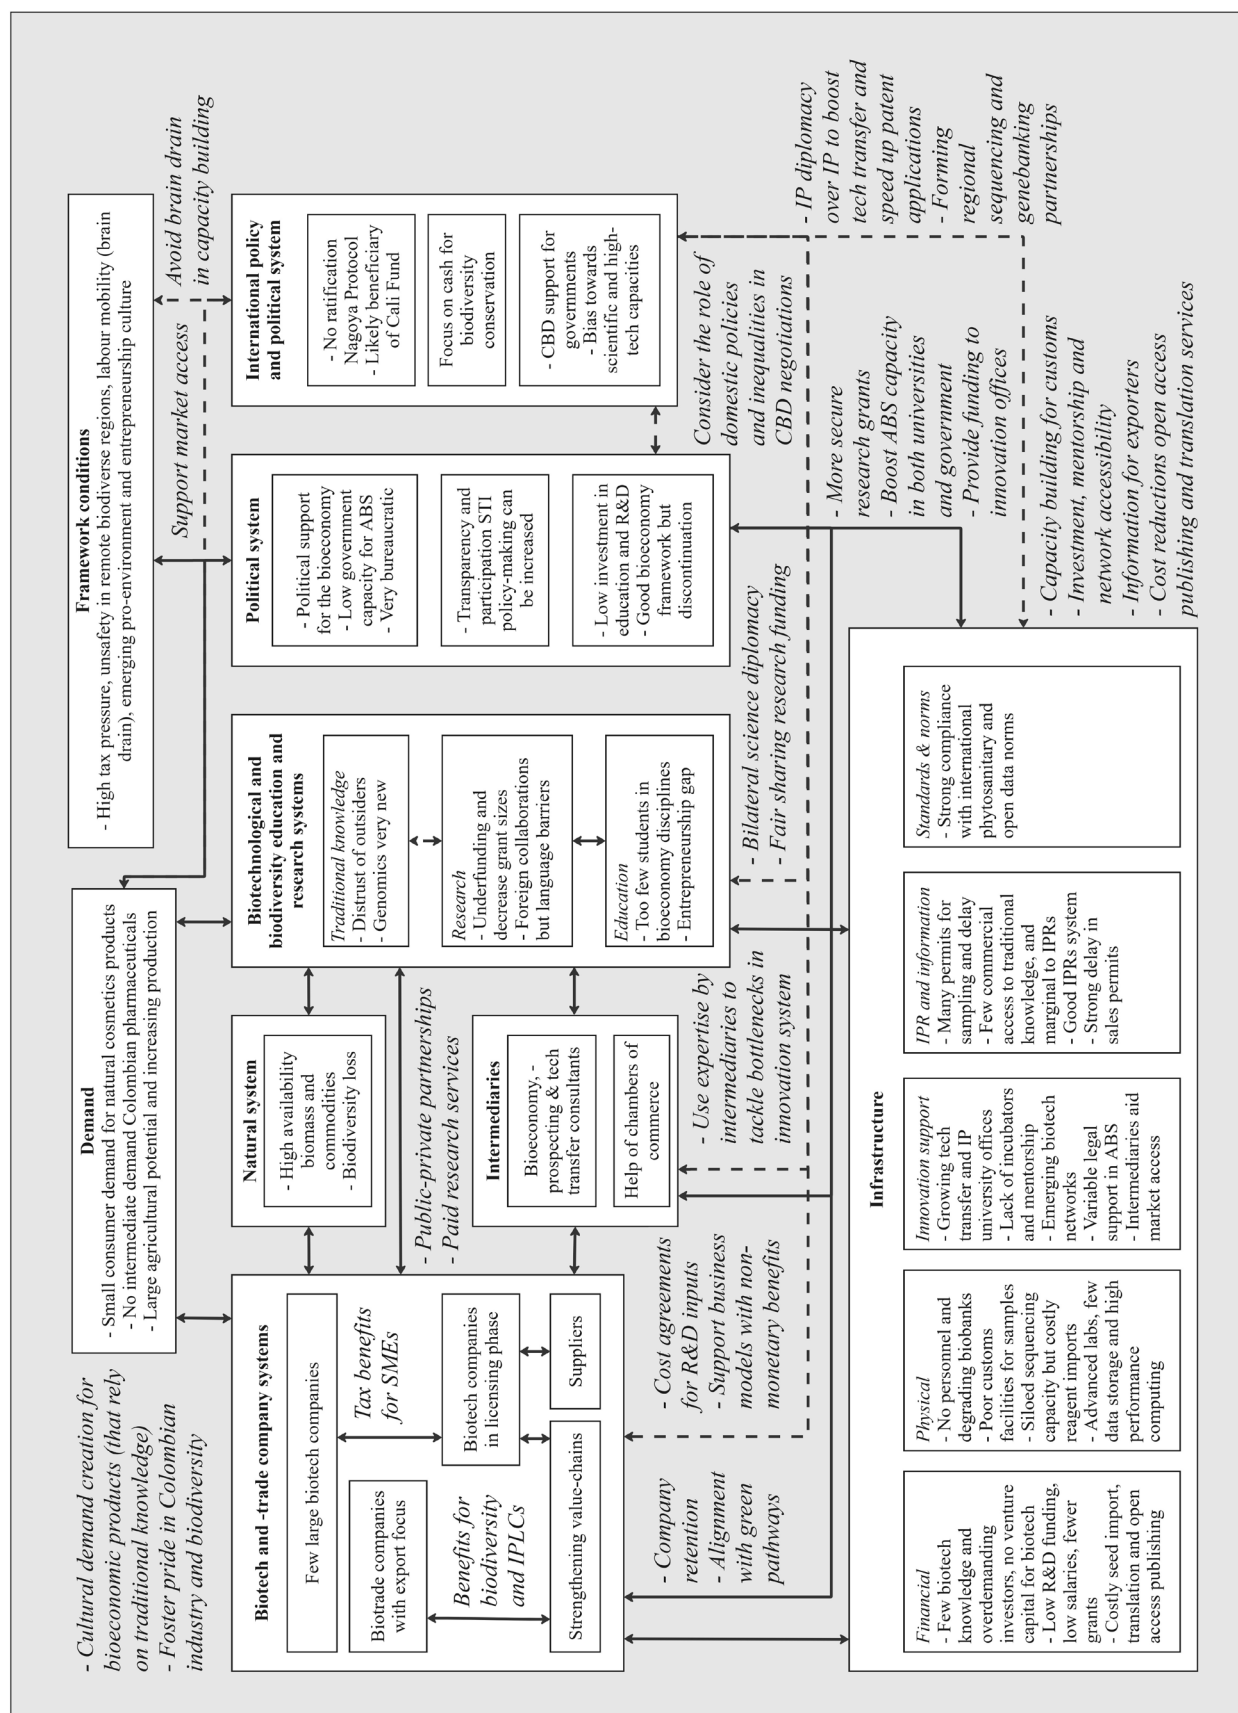 - Cultural demand creation for
bioeconomic products (that rely
on traditional knowledge)
- Foster pride in Colombian
industry and biodiversity
Demand
- Small consumer demand for natural cosmetics products
- No intermediate demand Colombian pharmaceuticals
- Large agricultural potential and increasing production
Framework conditions
- High tax pressure, unsafety in remote biodiverse regions, labour mobility (brain
drain), emerging pro-environment and entrepreneurship culture
Support market access
Avoid brain drain
in capacity building
Biotech and -trade company systems
Few large biotech companies
Tax benefits
for SMEs
Biotrade companies
with export focus
Biotech companies
in licensing phase
Benefits for
biodiversity
and IPLCs
Strengthening value-chains
Suppliers
Natural system
- High availability
biomass and
commodities
- Biodiversity loss
- Public-private partnerships
- Paid research services
Intermediaries
Bioeconomy, -
prospecting & tech
transfer consultants
Help of chambers of
commerce
Biotechnological and
biodiversity education and
research systems
Traditional knowledge
- Distrust of outsiders
- Genomics very new
Research
- Underfunding and
decrease grant sizes
- Foreign collaborations
but language barriers
Education
- Too few students in
bioeconomy disciplines
- Entrepreneurship gap
Political system
- Political support
for the bioeconomy
- Low government
capacity for ABS
- Very bureaucratic
- Transparency and
participation STI
policy-making can
be increased
- Low investment in
education and R&D
- Good bioeconomy
framework but
discontinuation
International policy
and political system
- No ratification
Nagoya Protocol
- Likely beneficiary
of Cali Fund
Focus on cash for
biodiversity
conservation
- CBD support for
governments
- Bias towards
scientific and high-
tech capacities
- Company
retention
- Alignment
with green
pathways
- Cost agreements
for R&D inputs
- Support business
models with non-
monetary benefits
- Use expertise by
intermediaries to
tackle bottlenecks in
innovation system
- Bilateral science diplomacy
- Fair sharing research funding
Consider the role of
domestic policies
and inequalities in
CBD negotiations
- More secure
research grants
- Boost ABS capacity
in both universities
and government
- Provide funding to
innovation offices
- IP diplomacy
over IP to boost
tech transfer and
speed up patent
applications
- Forming
regional
sequencing and
genebanking
partnerships
Infrastructure
Financial
- Few biotech
knowledge and
overdemanding
investors, no venture
capital for biotech
- Low R&D funding,
low salaries, fewer
grants
- Costly seed import,
translation and open
access publishing
Physical
- No personnel and
degrading biobanks
- Poor customs
facilities for samples
- Siloed sequencing
capacity but costly
reagent imports
- Advanced labs, few
data storage and high
performance
computing
Innovation support
- Growing tech
transfer and IP
university offices
- Lack of incubators
and mentorship
- Emerging biotech
networks
- Variable legal
support in ABS
- Intermediaries aid
market access
IPR and information
- Many permits for
sampling and delay
- Few commercial
access to traditional
knowledge, and
marginal to IPRs
- Good IPRs system
- Strong delay in
sales permits
Standards & norms
- Strong compliance
with international
phytosanitary and
open data norms
- Capacity building for customs
- Investment, mentorship and
network accessibility
- Information for exporters
- Cost reductions open access
publishing and translation services